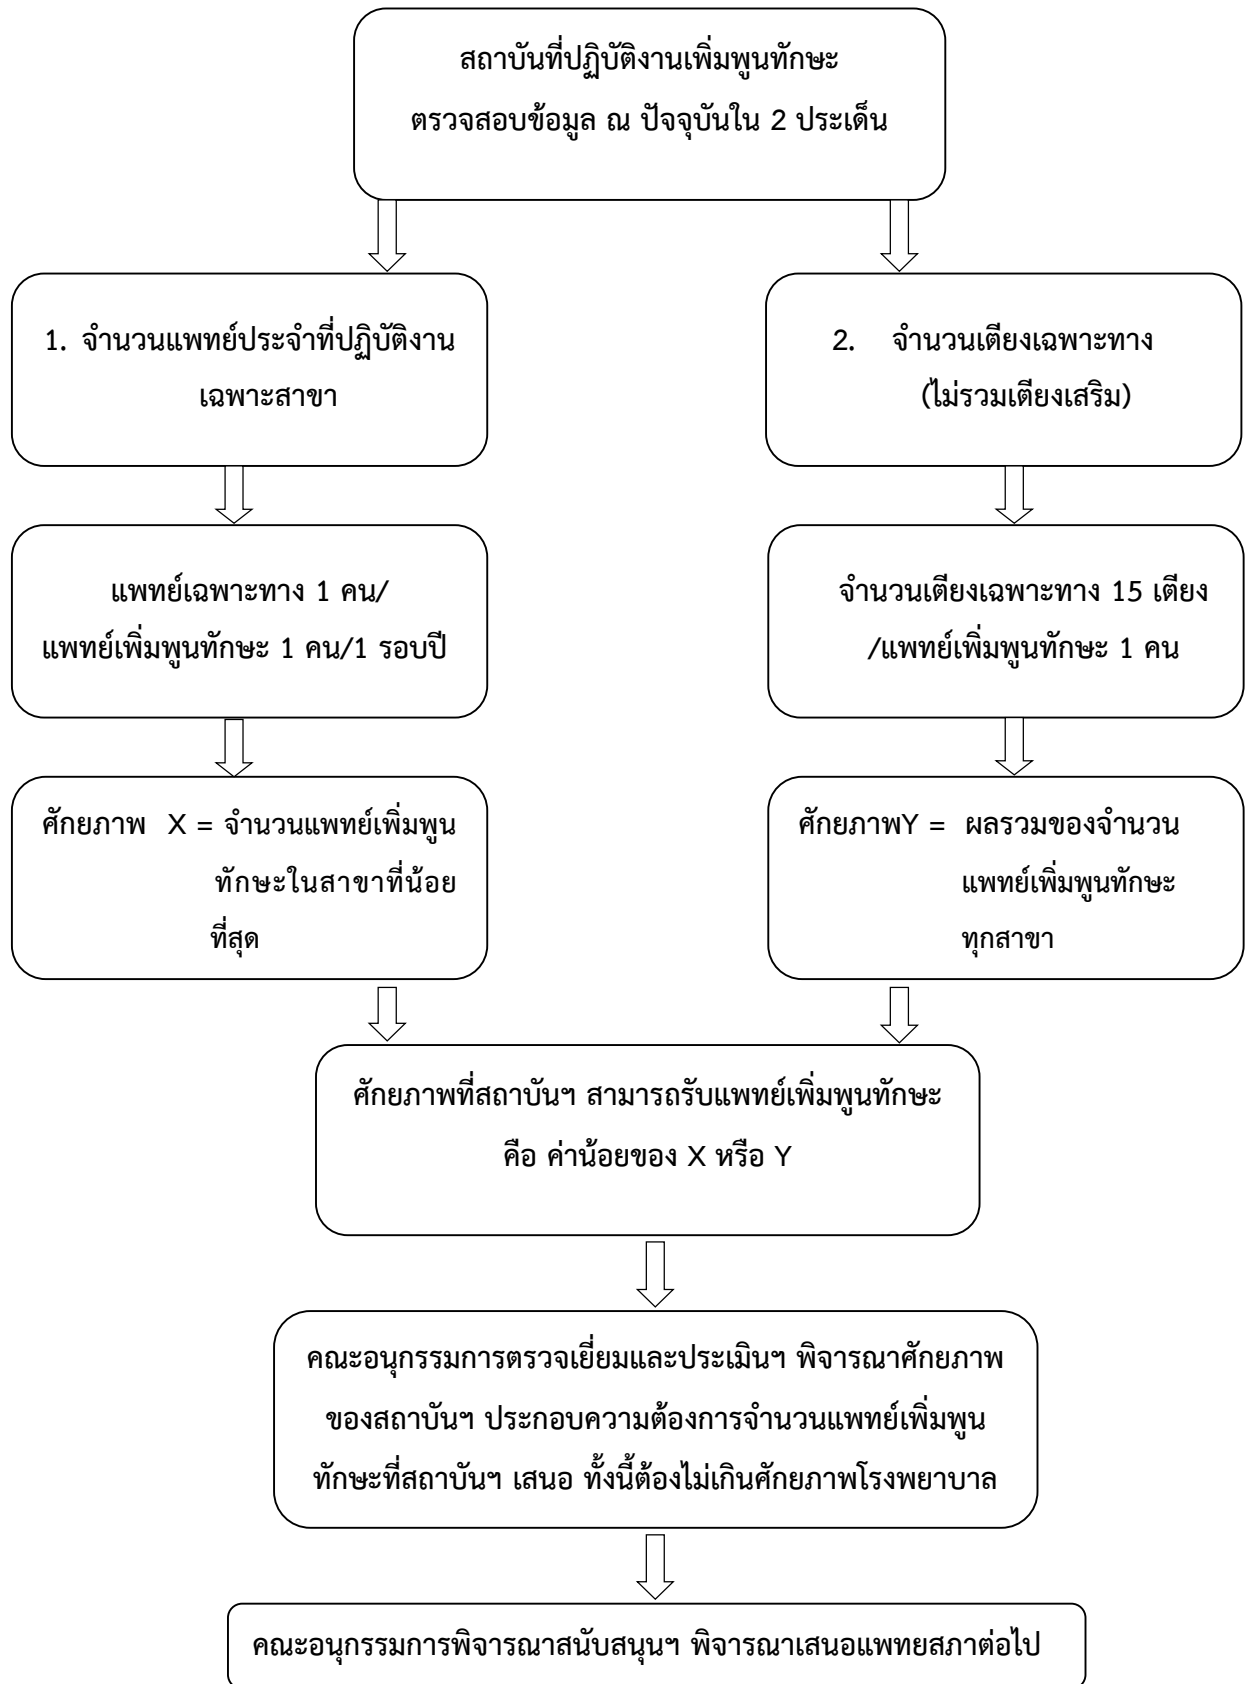 สถาบันที่ปฏิบัติงานเพิ่มพูนทักษะ
ตรวจสอบข้อมูล ณ ปัจจุบันใน 2 ประเด็น
1. จำนวนแพทย์ประจำที่ปฏิบัติงาน
เฉพาะสาขา
2. จำนวนเตียงเฉพาะทาง
(ไม่รวมเตียงเสริม)
แพทย์เฉพาะทาง 1 คน/
แพทย์เพิ่มพูนทักษะ 1 คน/1 รอบปี
จำนวนเตียงเฉพาะทาง 15 เตียง
/แพทย์เพิ่มพูนทักษะ 1 คน
ศักยภาพ X = จำนวนแพทย์เพิ่มพูน
ทักษะในสาขาที่น้อย
ที่สุด
ศักยภาพY = ผลรวมของจำนวน
แพทย์เพิ่มพูนทักษะ
ทุกสาขา
ศักยภาพที่สถาบันฯ สามารถรับแพทย์เพิ่มพูนทักษะ
คือ ค่าน้อยของ X หรือ Y
คณะอนุกรรมการตรวจเยี่ยมและประเมินฯ พิจารณาศักยภาพ
ของสถาบันฯ ประกอบความต้องการจำนวนแพทย์เพิ่มพูน
ทักษะที่สถาบันฯ เสนอ ทั้งนี้ต้องไม่เกินศักยภาพโรงพยาบาล
คณะอนุกรรมการพิจารณาสนับสนุนฯ พิจารณาเสนอแพทยสภาต่อไป